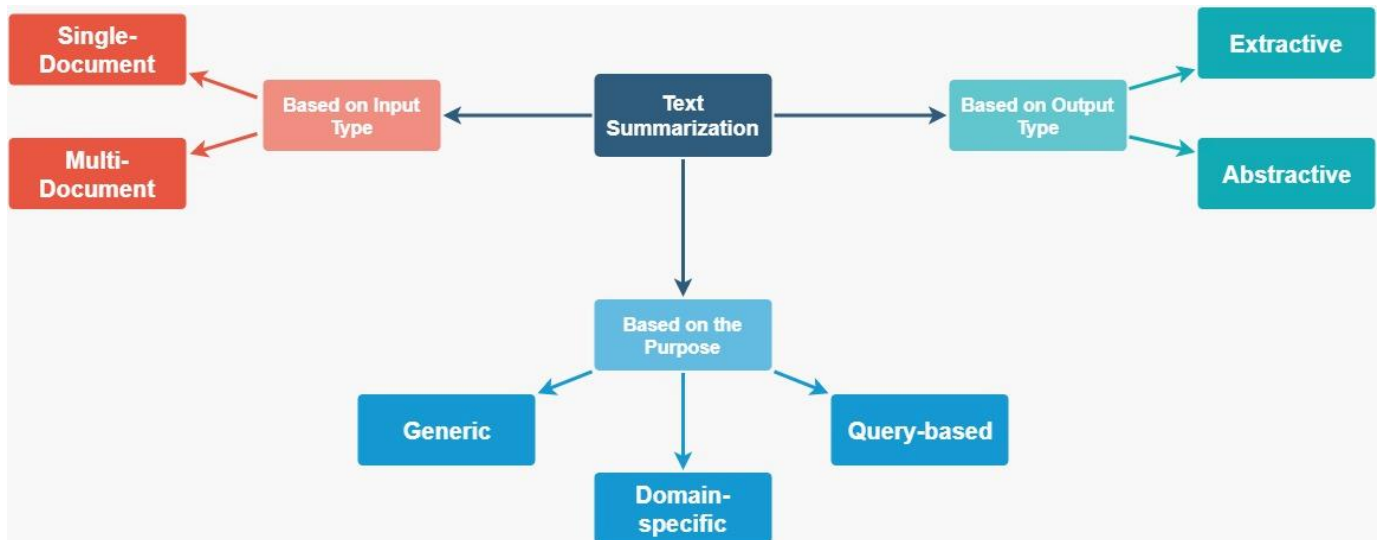 Single-
Document
Multi-
Document
Based on Input
Type
Text
Summarization
Based on Output
Type
Extractive
Abstractive
Based on the
Purpose
Generic
Domain-
specific
Query-based